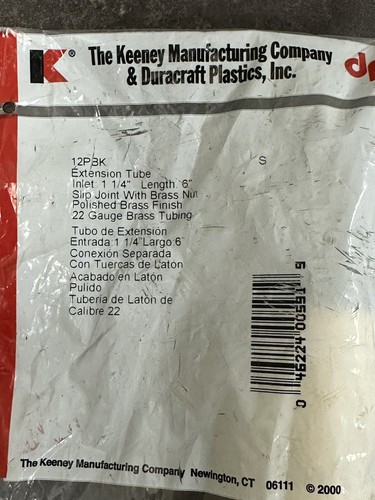 K® The Keeney Manufacturing Company
& Duracraft Plastics, Inc.
12PBK S
Extension Tube
Inlet 1 1/4" Length 6"
Slip Joint With Brass Nut
Polished Brass Finish
22 Gauge Brass Tubing
Tubo de Extensión
Entrada 1 1/4" Largo 6"
Conexión Separada
Con Tuercas de Latón
Acabado en Latón
Pulido
Tubería de Latón de
Calibre 22
0 46224 00591 5
The Keeney Manufacturing Company Newington, CT 06111 © 2000